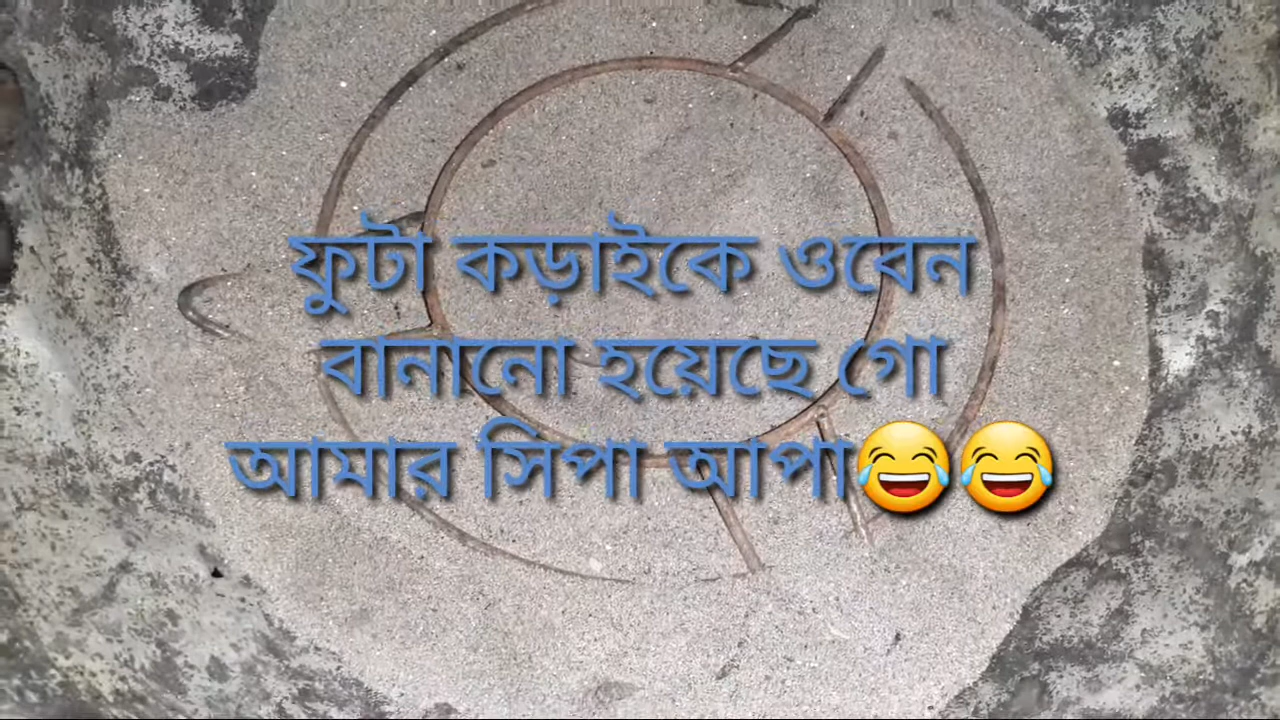 ফুটা কড়াইকে ওবেন
বানানো হয়েছে গো
আমার সিপা আপা😂😂